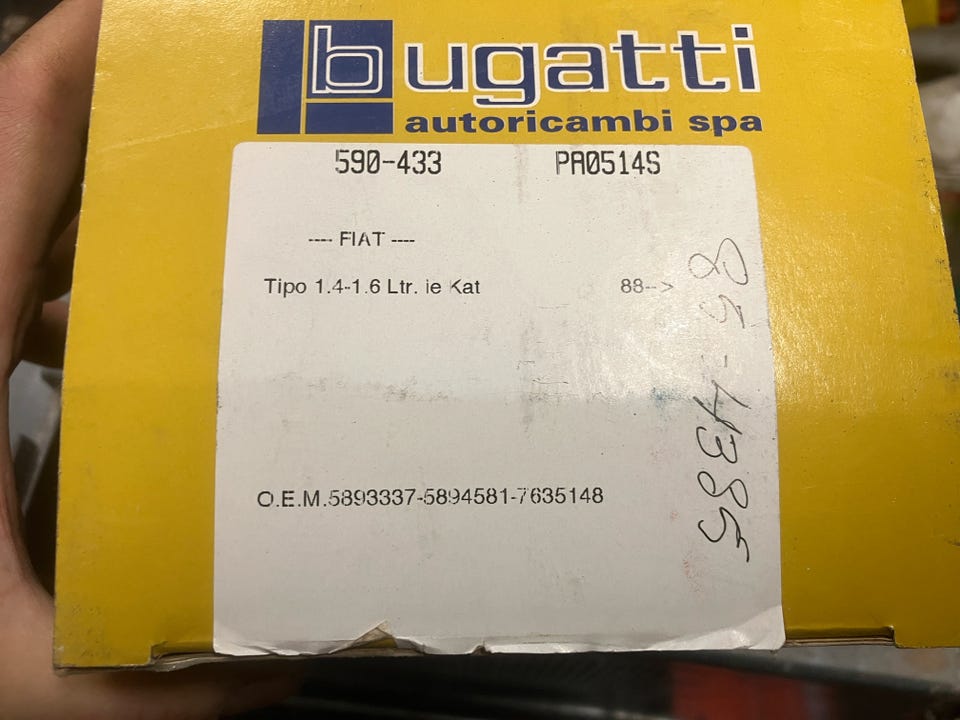 b bugatti
autoricambi spa
590-433 PA0514S
---- FIAT ----
Tipo 1.4-1.6 Ltr. ie Kat 88-->
O.E.M.5893337-5894581-7635148
85-4385